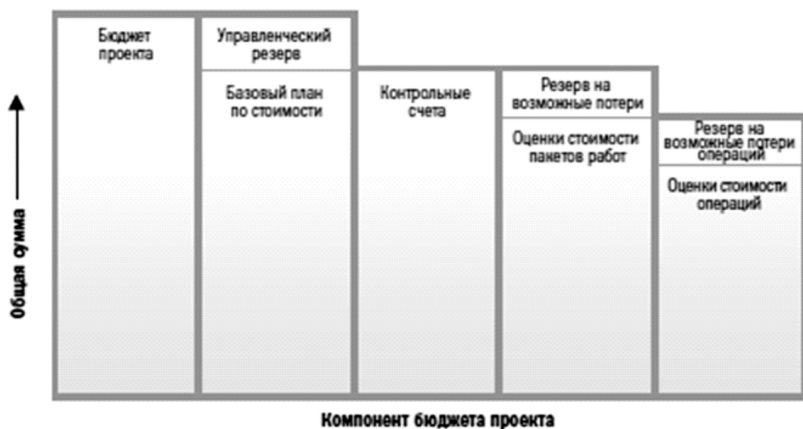 Бюджет
проекта
Управленческий
резерв
Базовый план
по стоимости
Контрольные
счета
Резерв на
возможные потери
Оценки стоимости
пакетов работ
Резерв на
возможные потери
операций
Оценки стоимости
операций
Общая сумма
Компонент бюджета проекта